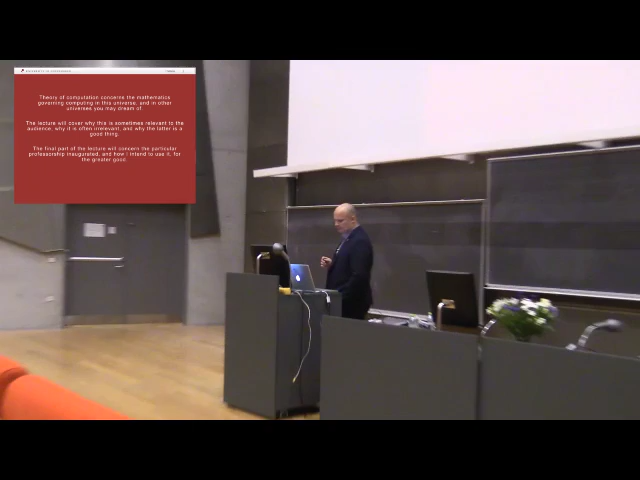 Theory of computation concerns the mathematics
governing computing in this universe, and in other
universes you may dream of.
The lecture will cover why this is sometimes relevant to the
audience, why it is often irrelevant, and why the latter is a
good thing.
The final part of the lecture will concern the particular
professorship inaugurated, and how I intend to use it, for
the greater good.